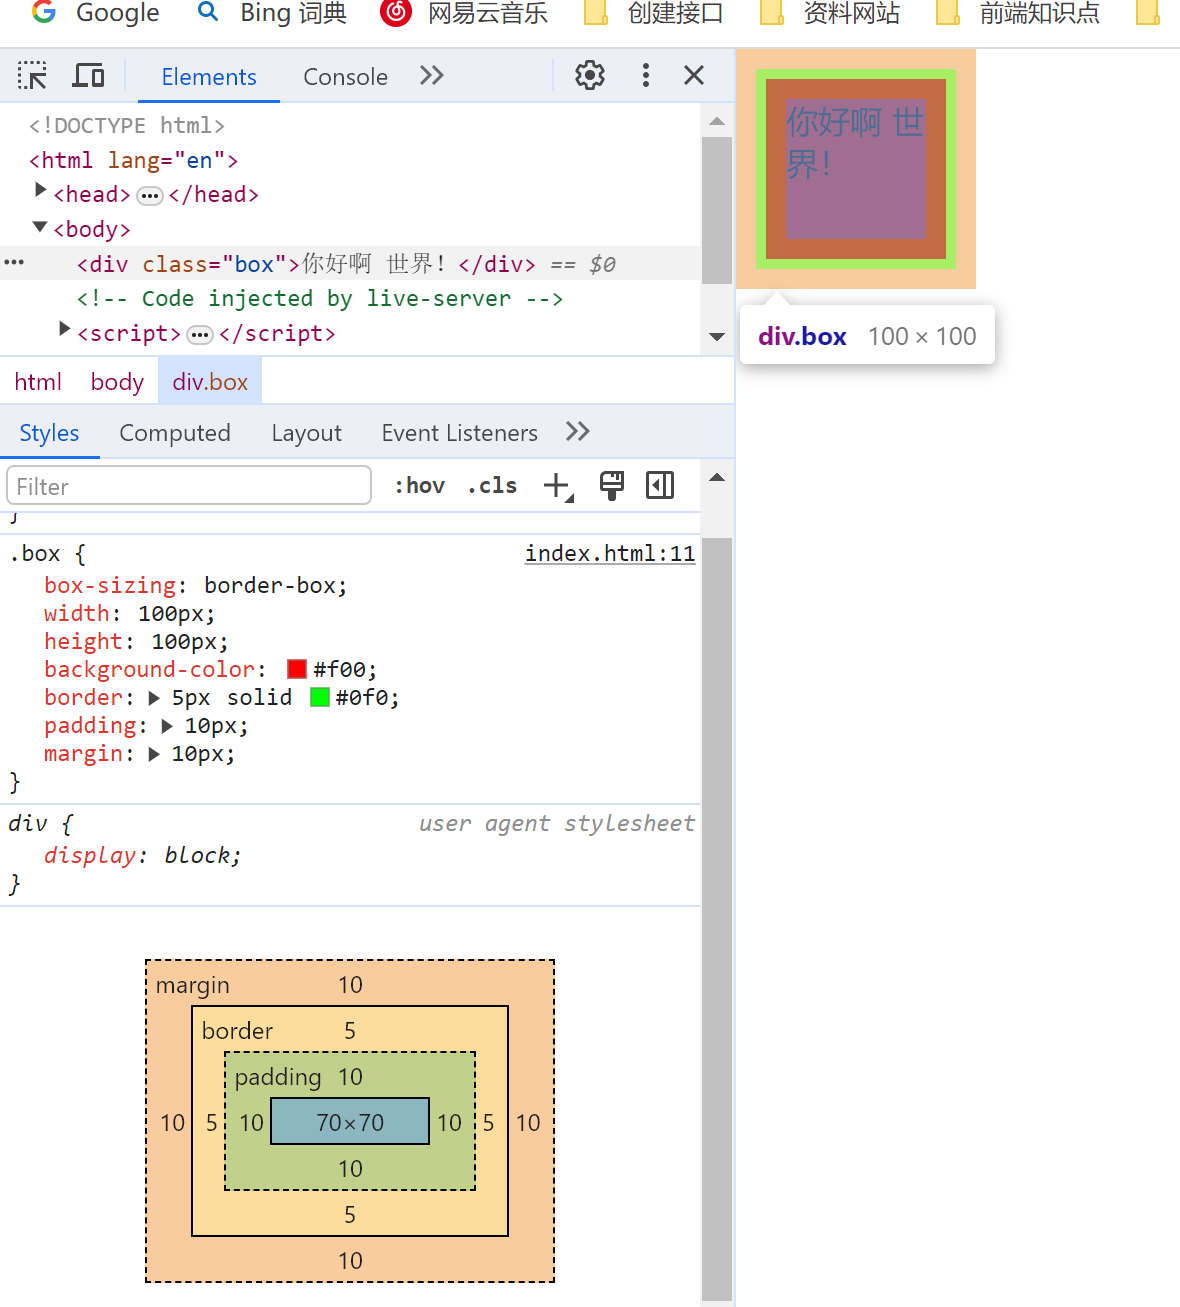 Google Bing 词典 网易云音乐 创建接口 资料网站 前端知识点
Elements Console
<!DOCTYPE html>
<html lang="en">
<head> ··· </head>
<body>
··· <div class="box">你好啊 世界! </div> == $0
<!-- Code injected by live-server -->
<script> ··· </script>
html body div.box
Styles Computed Layout Event Listeners
Filter :hov .cls
}
.box { index.html:11
box-sizing: border-box;
width: 100px;
height: 100px;
background-color: #f00;
border: 5px solid #0f0;
padding: 10px;
margin: 10px;
}
div { user agent stylesheet
display: block;
}
margin 10
border 5
padding 10
10 5 10 70×70 10 5 10
10
5
10
你好啊 世
界!
div.box 100 × 100